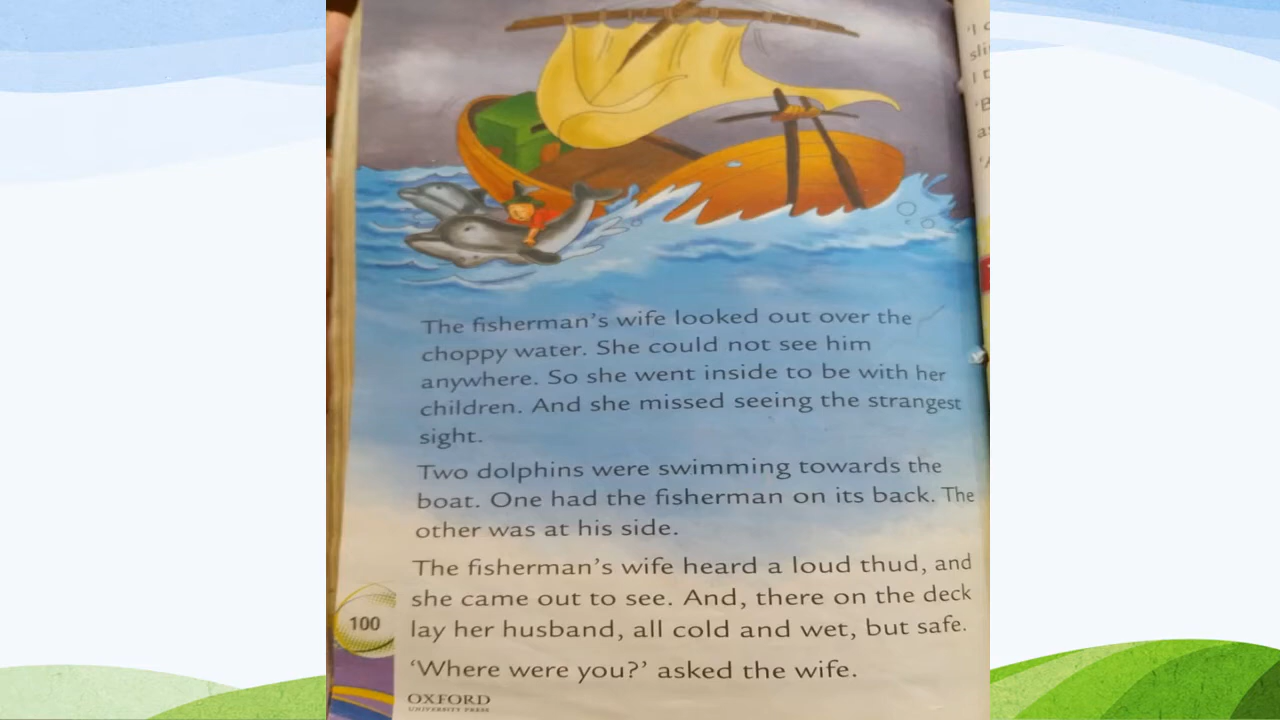 The fisherman's wife looked out over the
choppy water. She could not see him
anywhere. So she went inside to be with her
children. And she missed seeing the strangest
sight.
Two dolphins were swimming towards the
boat. One had the fisherman on its back. The
other was at his side.
The fisherman's wife heard a loud thud, and
she came out to see. And, there on the deck
lay her husband, all cold and wet, but safe.
‘Where were you?’ asked the wife.
100
OXFORD
UNIVERSITY PRESS